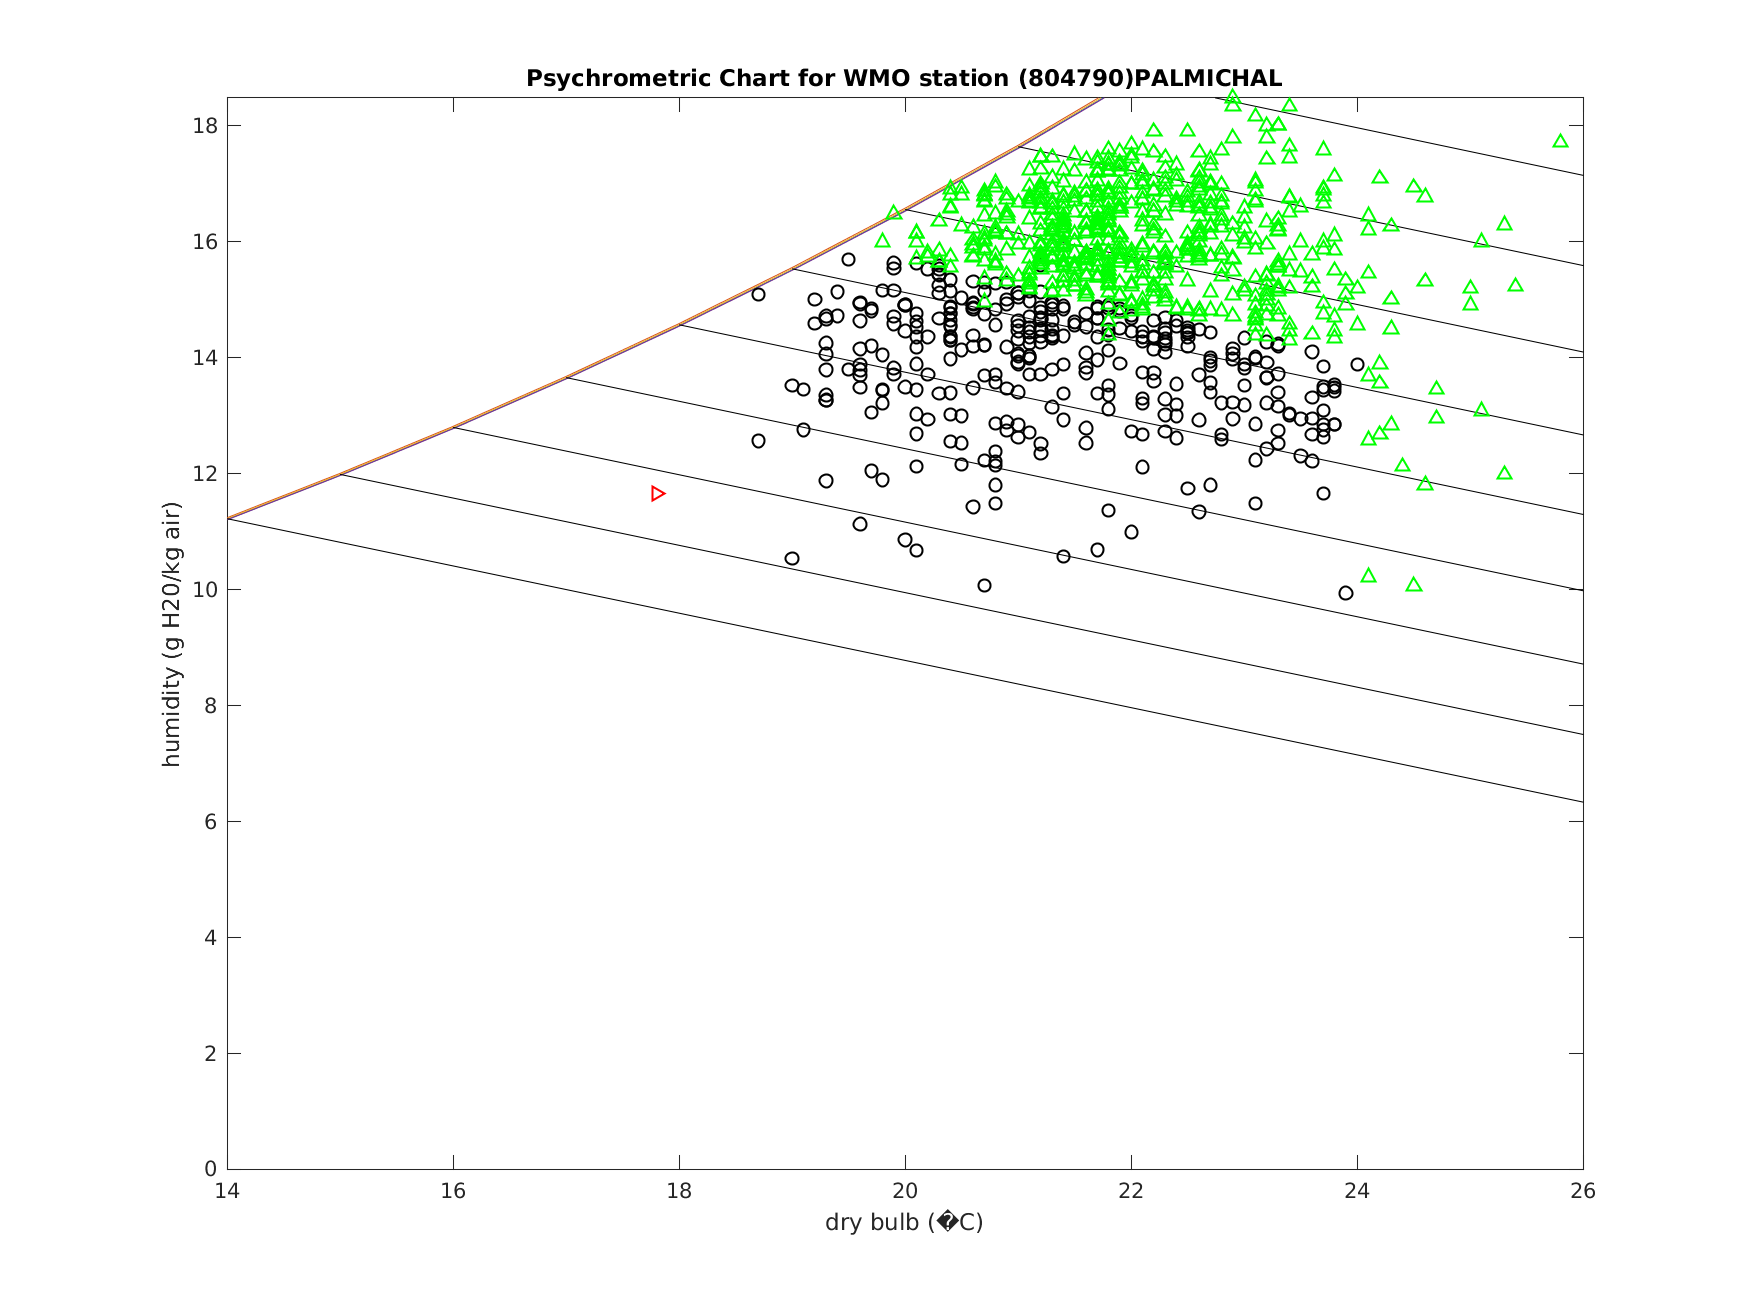 Psychrometric Chart for WMO station (804790)PALMICHAL
humidity (g H20/kg air)
18
16
14
12
10
8
6
4
2
0
14 16 18 20 22 24 26
dry bulb (�C)